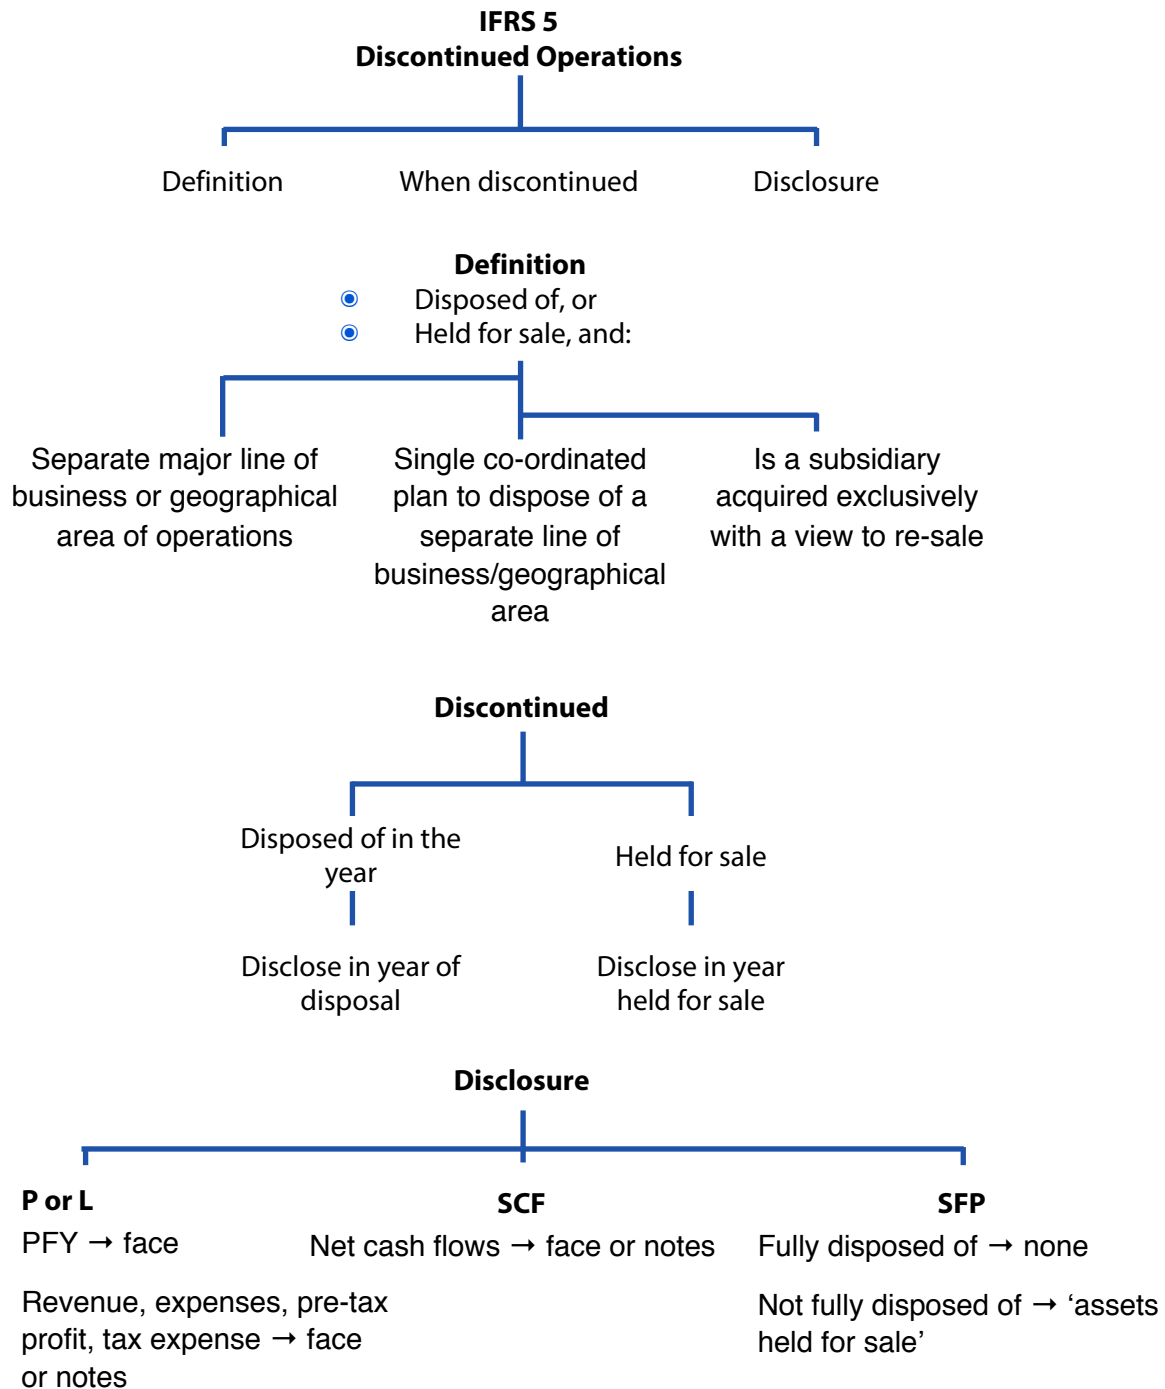 IFRS 5
Discontinued Operations
Definition
When discontinued
Disclosure
Definition
Disposed of, or
Held for sale, and:
Separate major line of
business or geographical
area of operations
Single co-ordinated
plan to dispose of a
separate line of
business/geographical
area
Is a subsidiary
acquired exclusively
with a view to re-sale
Discontinued
Disposed of in the
year
Held for sale
Disclose in year of
disposal
Disclose in year
held for sale
Disclosure
P or L
PFY → face
Revenue, expenses, pre-tax
profit, tax expense → face
or notes
SCF
Net cash flows → face or notes
SFP
Fully disposed of → none
Not fully disposed of → ‘assets
held for sale’